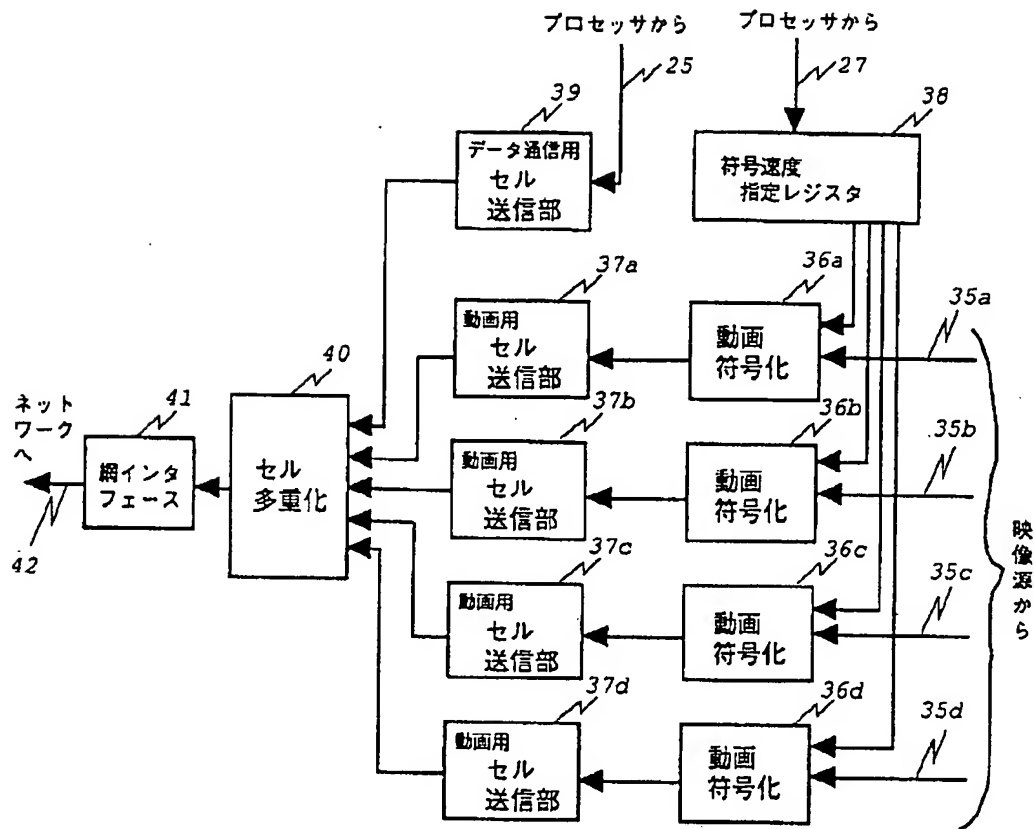 プロセッサから
プロセッサから
25
27
39
38
データ通信用
セル
送信部
符号速度
指定レジスタ
37a
36a
35a
動画用
セル
送信部
動画
符号化
40
41
ネット
ワーク
へ
網インタ
フェース
セル
多重化
42
37b
36b
35b
動画用
セル
送信部
動画
符号化
映像源から
37c
36c
35c
動画用
セル
送信部
動画
符号化
37d
36d
35d
動画用
セル
送信部
動画
符号化